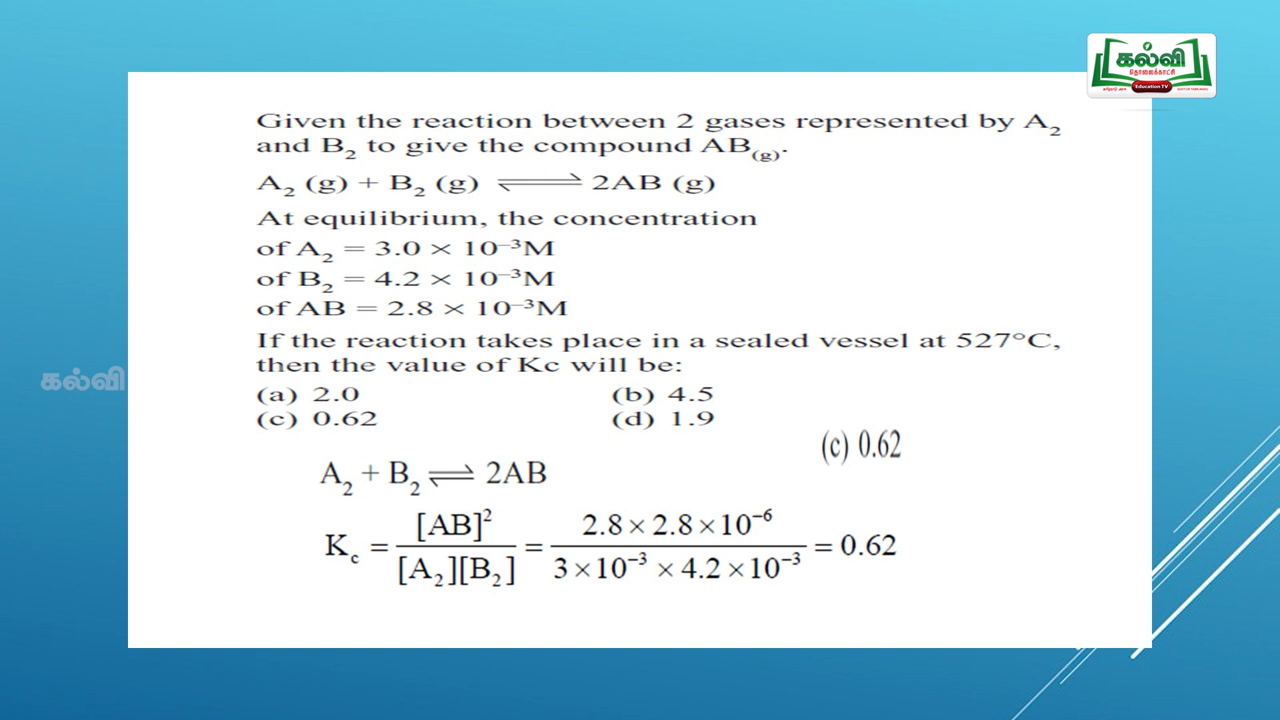 கல்வி
தொலைக்காட்சி
Education TV
Given the reaction between 2 gases represented by A₂
and B₂ to give the compound AB₍g₎.
A₂ (g) + B₂ (g) ⇌ 2AB (g)
At equilibrium, the concentration
of A₂ = 3.0 × 10⁻³M
of B₂ = 4.2 × 10⁻³M
of AB = 2.8 × 10⁻³M
If the reaction takes place in a sealed vessel at 527°C,
then the value of Kc will be:
கல்வி
(a) 2.0 (b) 4.5
(c) 0.62 (d) 1.9
(c) 0.62
A₂ + B₂ ⇌ 2AB
K_c = [AB]² / [A₂][B₂] = 2.8 × 2.8 × 10⁻⁶ / 3 × 10⁻³ × 4.2 × 10⁻³ = 0.62